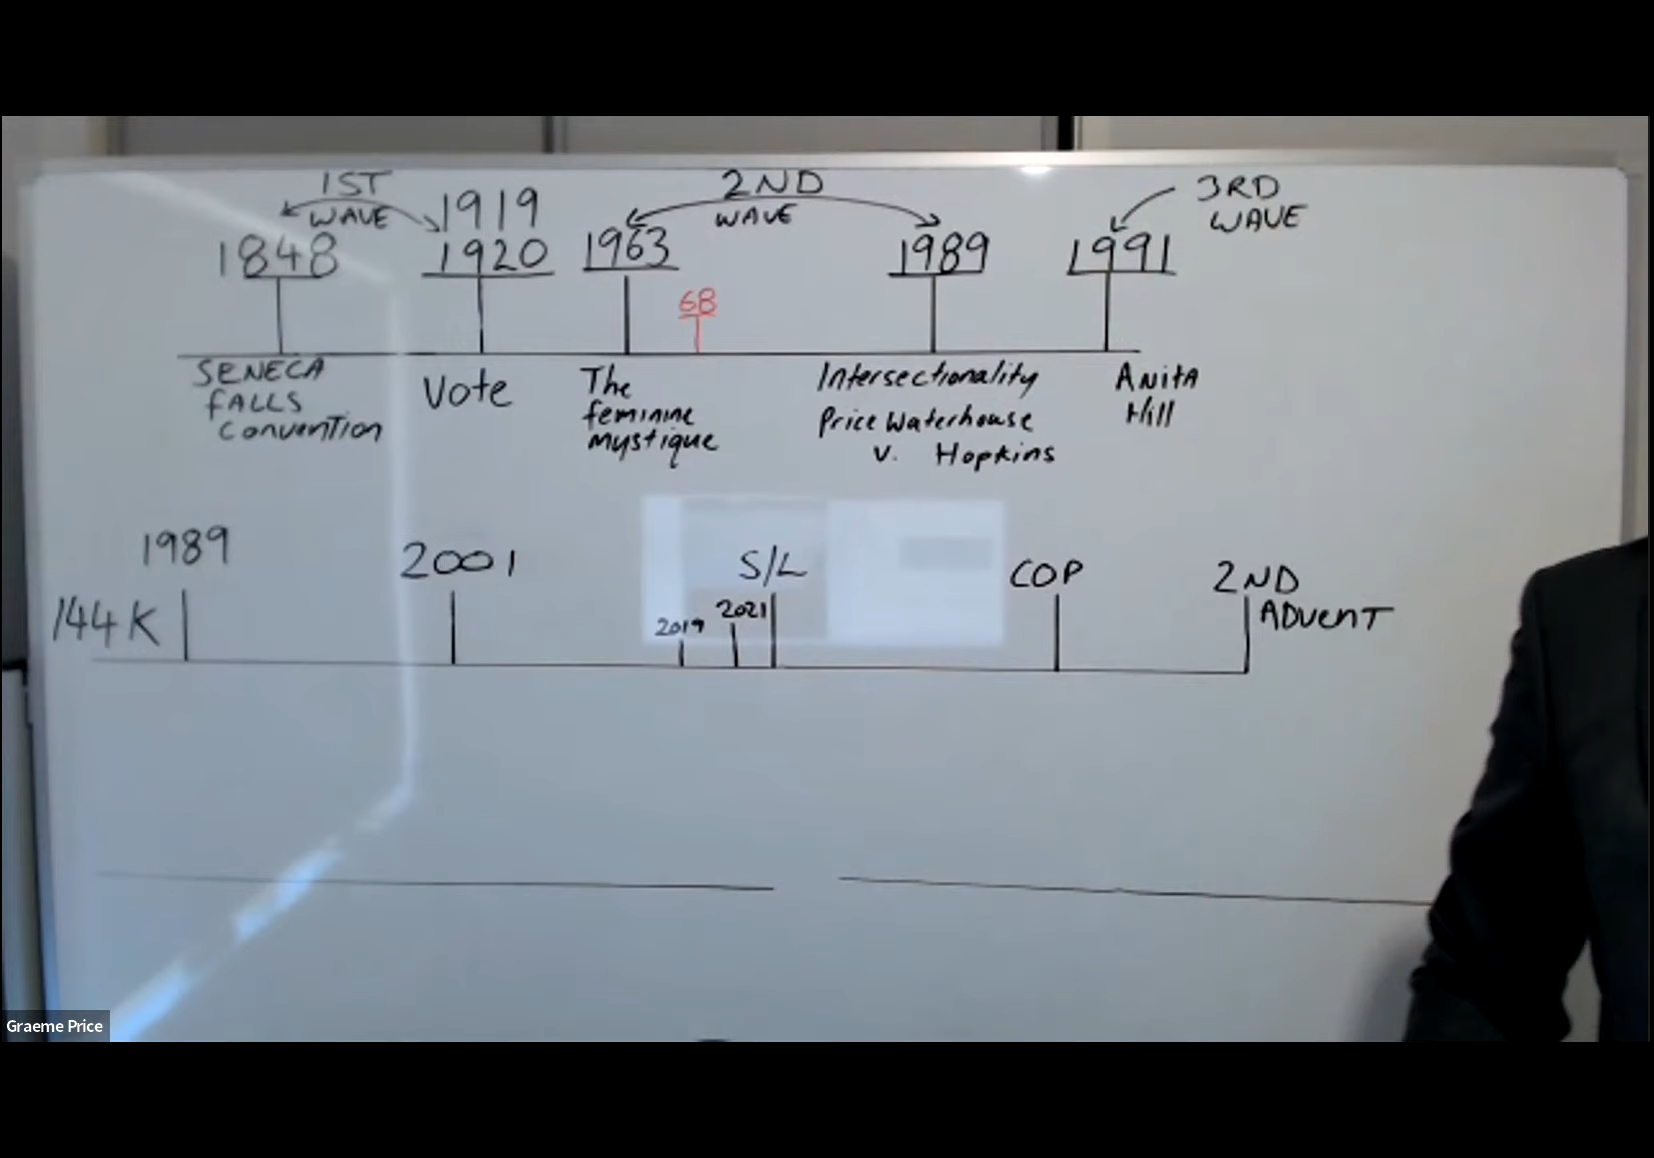 1ST
WAVE
1919
1848
1920
2ND
WAVE
1963
1989
1991
3RD
WAVE
68
SENECA
FALLS
Convention
Vote
The
feminine
mystique
Intersectionality
Price Waterhouse
v. Hopkins
Anita
Hill
1989
144K
2001
2019
2021
S/L
COP
2ND
ADVENT
Graeme Price